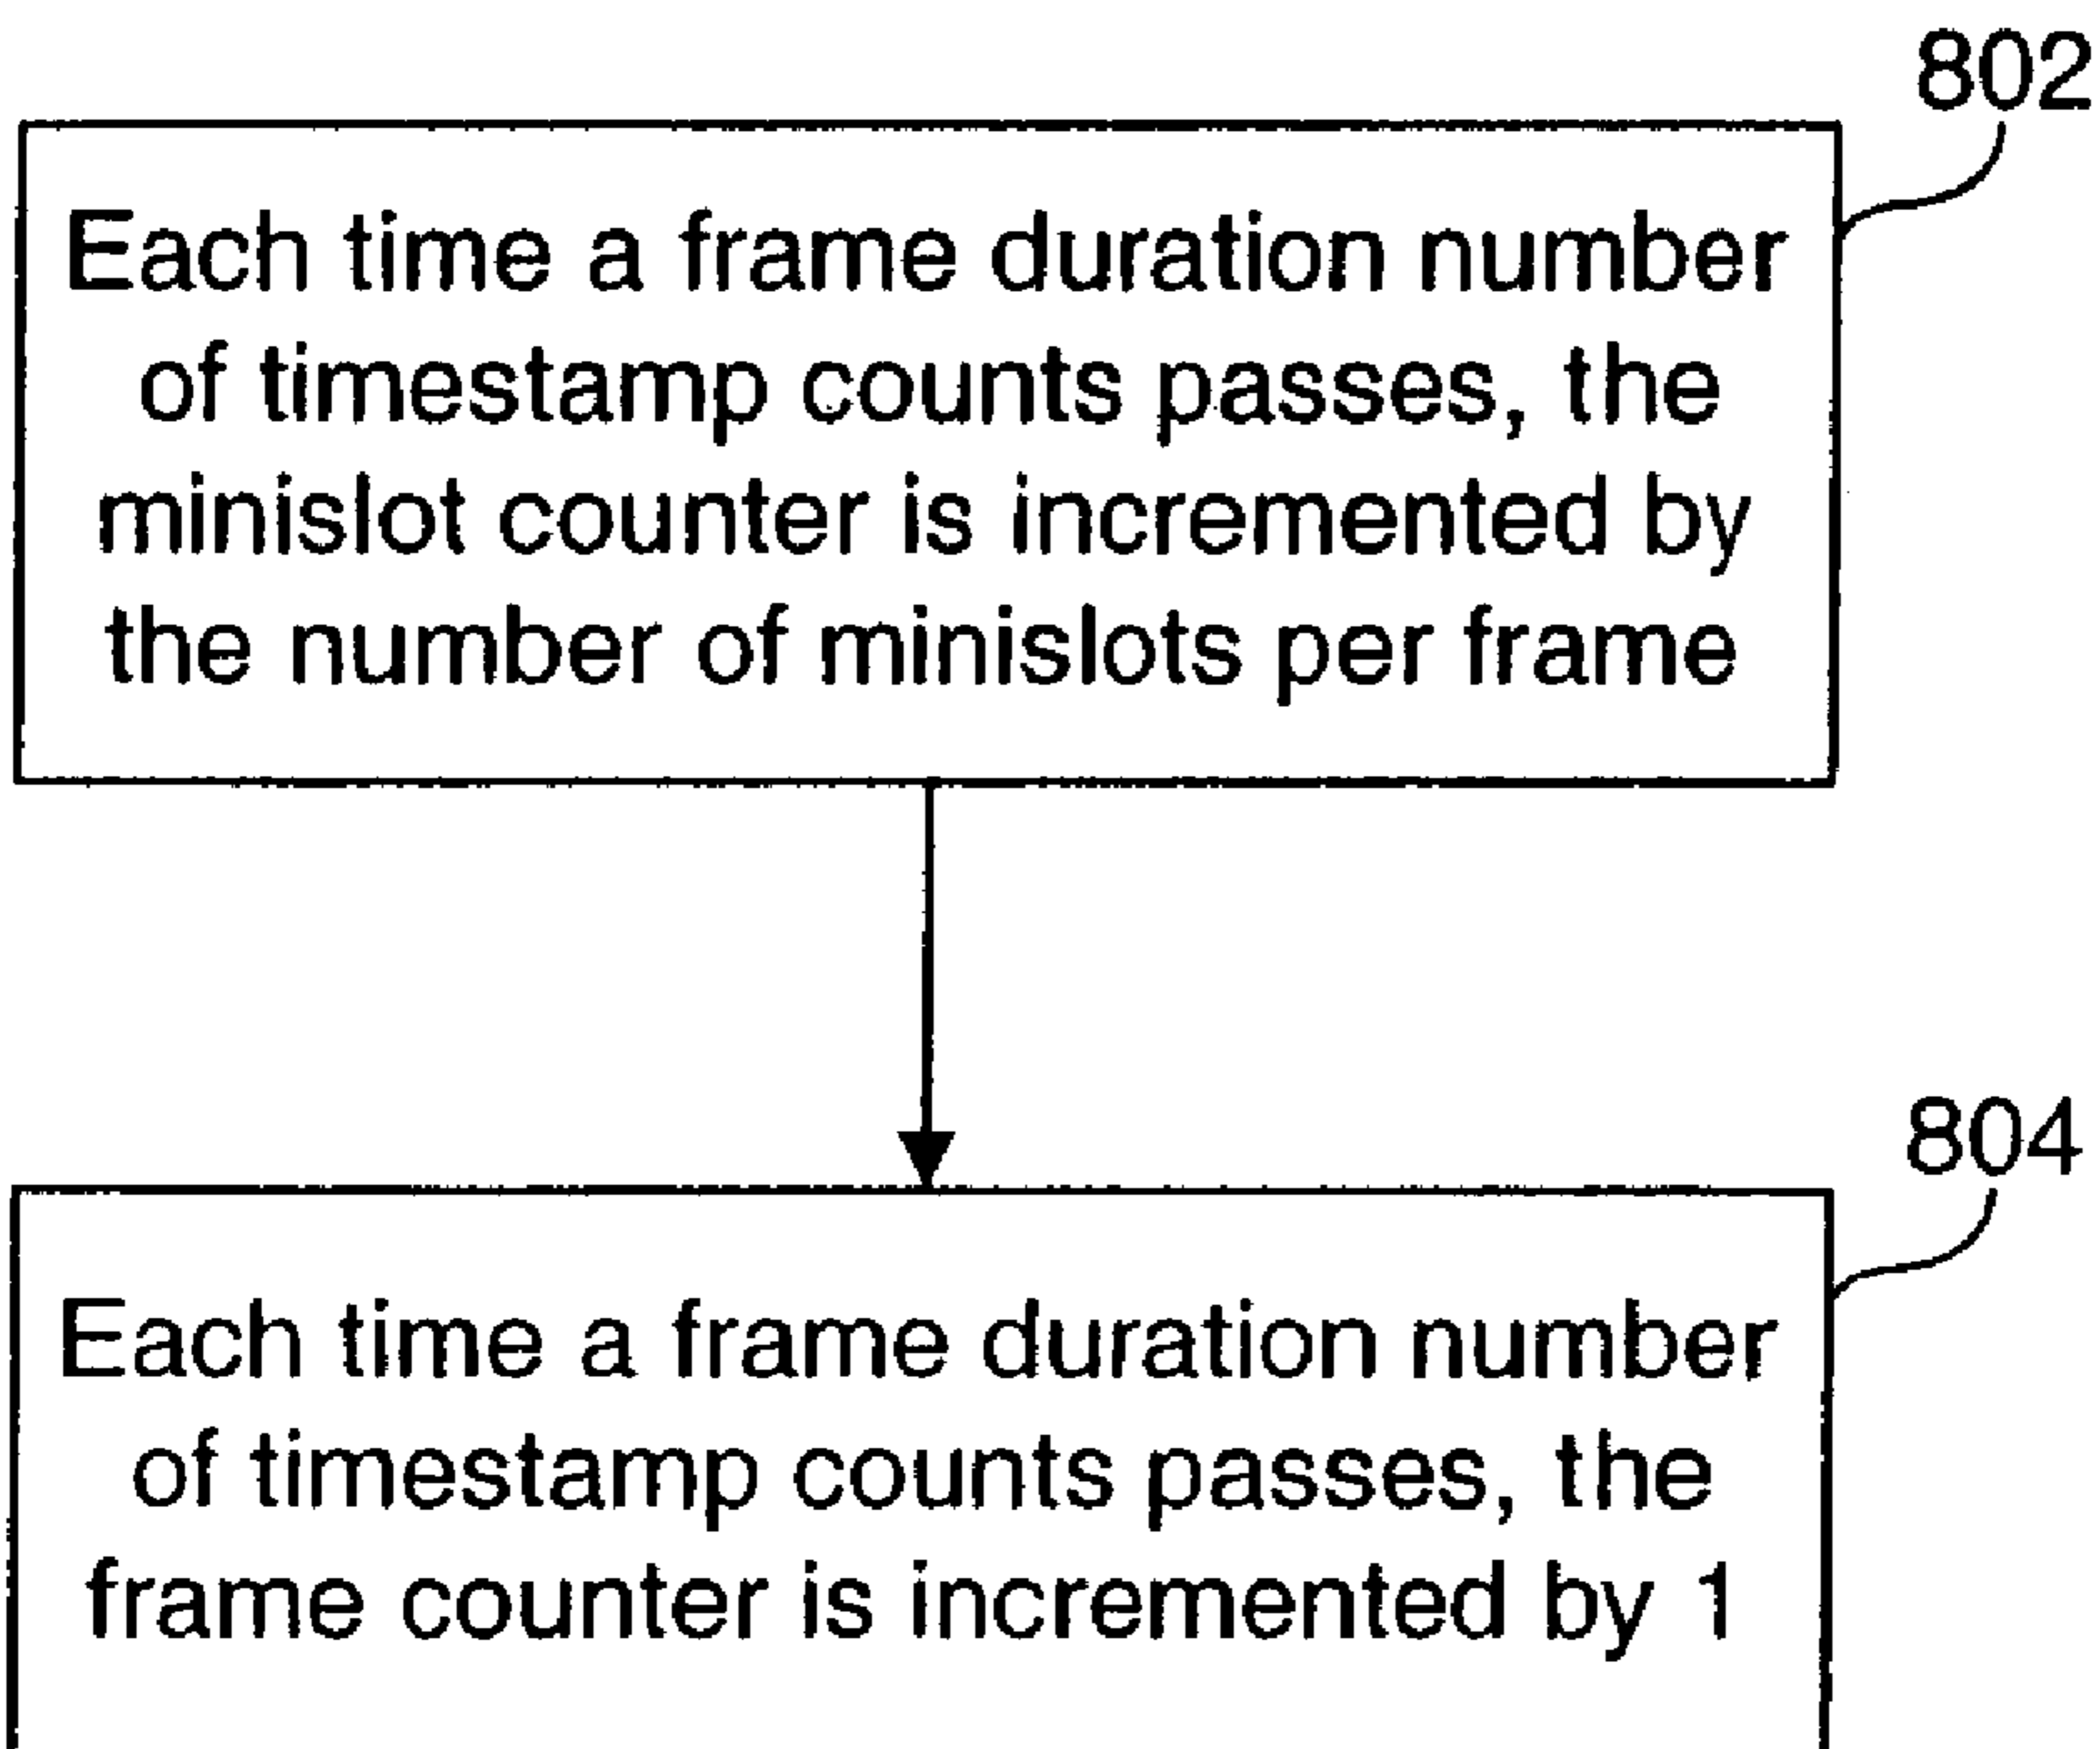 802
Each time a frame duration number
of timestamp counts passes, the
minislot counter is incremented by
the number of minislots per frame
804
Each time a frame duration number
of timestamp counts passes, the
frame counter is incremented by 1